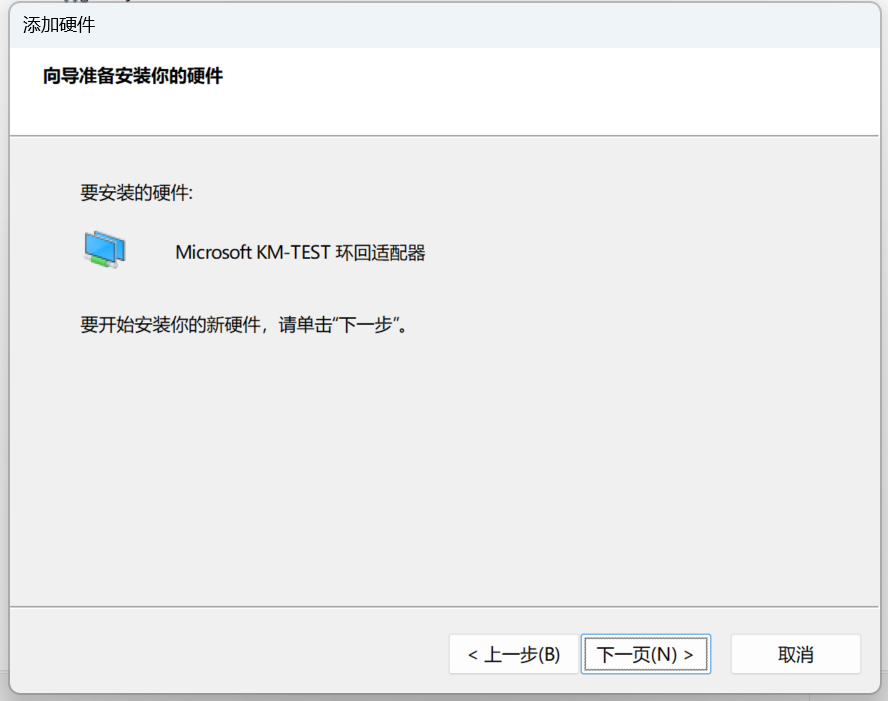 添加硬件
向导准备安装你的硬件
要安装的硬件:
Microsoft KM-TEST 环回适配器
要开始安装你的新硬件，请单击“下一步”。
< 上一步(B)
下一页(N) >
取消